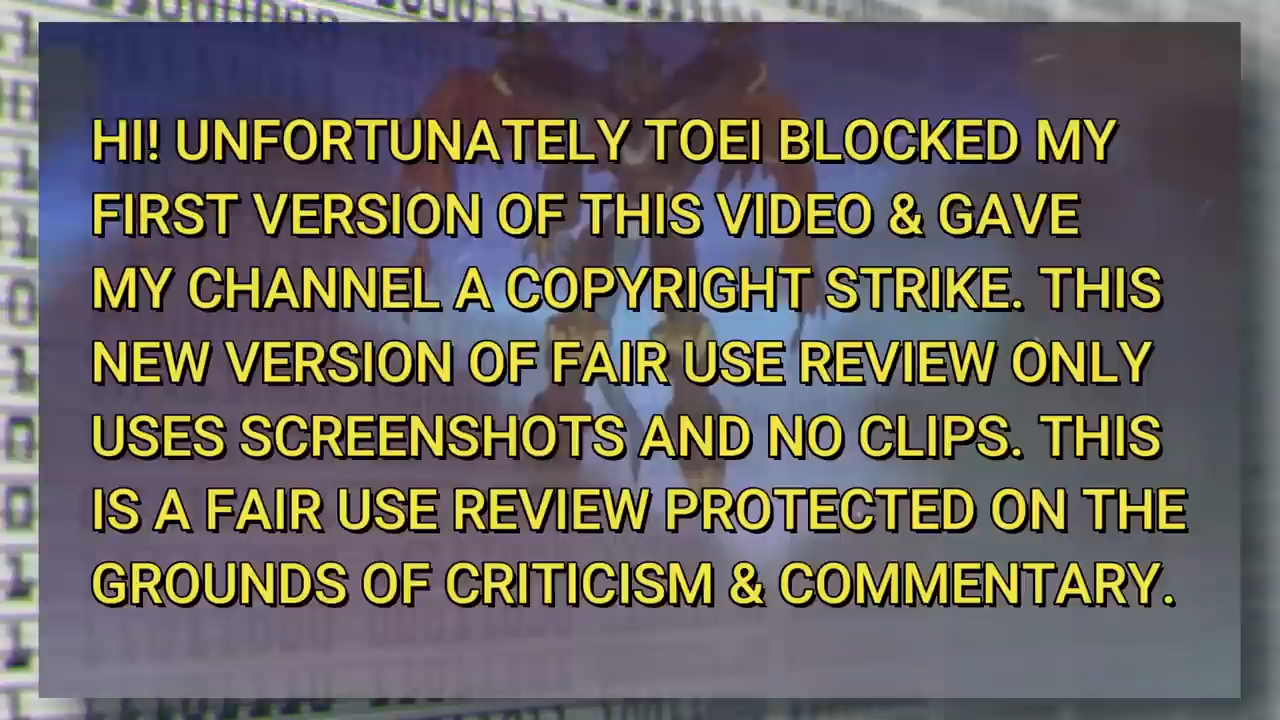 HI! UNFORTUNATELY TOEI BLOCKED MY
FIRST VERSION OF THIS VIDEO & GAVE
MY CHANNEL A COPYRIGHT STRIKE. THIS
NEW VERSION OF FAIR USE REVIEW ONLY
USES SCREENSHOTS AND NO CLIPS. THIS
IS A FAIR USE REVIEW PROTECTED ON THE
GROUNDS OF CRITICISM & COMMENTARY.